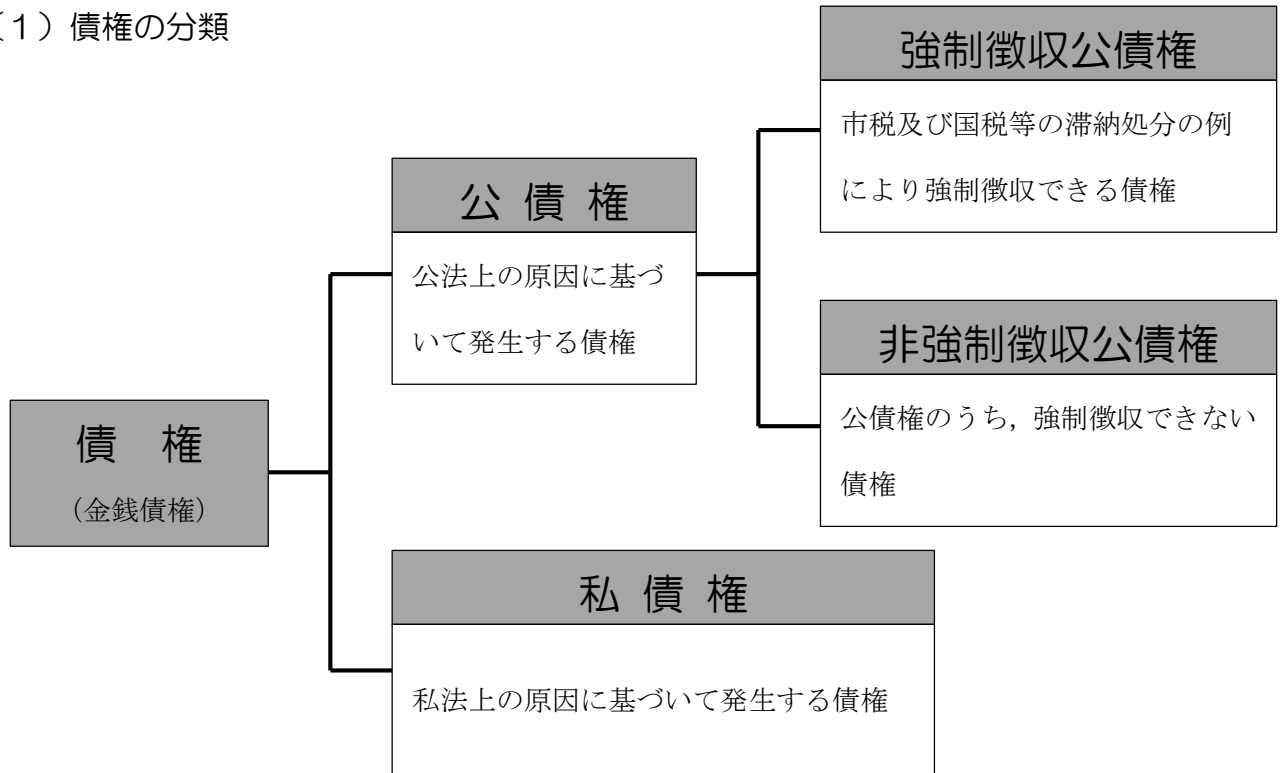 （１）債権の分類
強制徴収公債権
市税及び国税等の滞納処分の例
により強制徴収できる債権
公 債 権
公法上の原因に基づ
いて発生する債権
非強制徴収公債権
公債権のうち，強制徴収できない
債権
債　権
（金銭債権）
私 債 権
私法上の原因に基づいて発生する債権